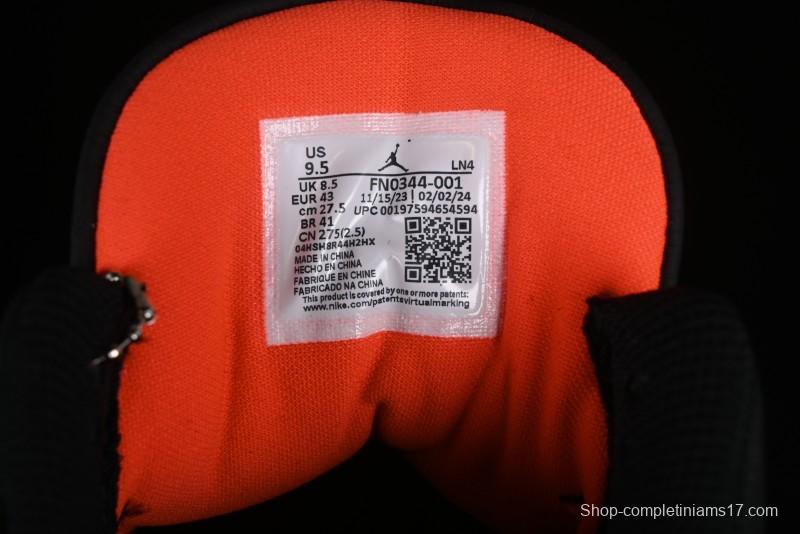 US
9.5
LN4
UK 8.5
FN0344-001
EUR 43
11/15/23 | 02/02/24
cm 27.5
UPC 00197594654594
BR 41
CN 275(2.5)
04HSH8R44H2HX
MADE IN CHINA
HECHO EN CHINA
FABRIQUE EN CHINE
FABRICADO NA CHINA
This product is covered by one or more patents:
www.nike.com/patentsvirtualmarking
Shop-completiniams17.com